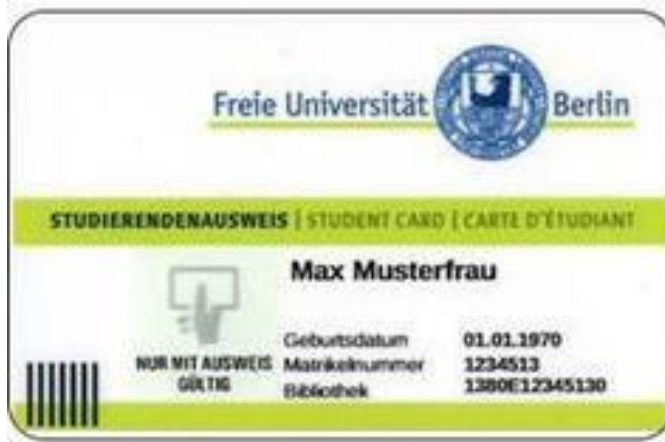 Freie Universität Berlin
STUDIERENDENAUSWEIS | STUDENT CARD | CARTE D'ÉTUDIANT
Max Musterfrau
Geburtsdatum 01.01.1970
NUR MIT AUSWEIS Matrikelnummer 1234513
GÜLTIG Bibliothek 1380E12345130